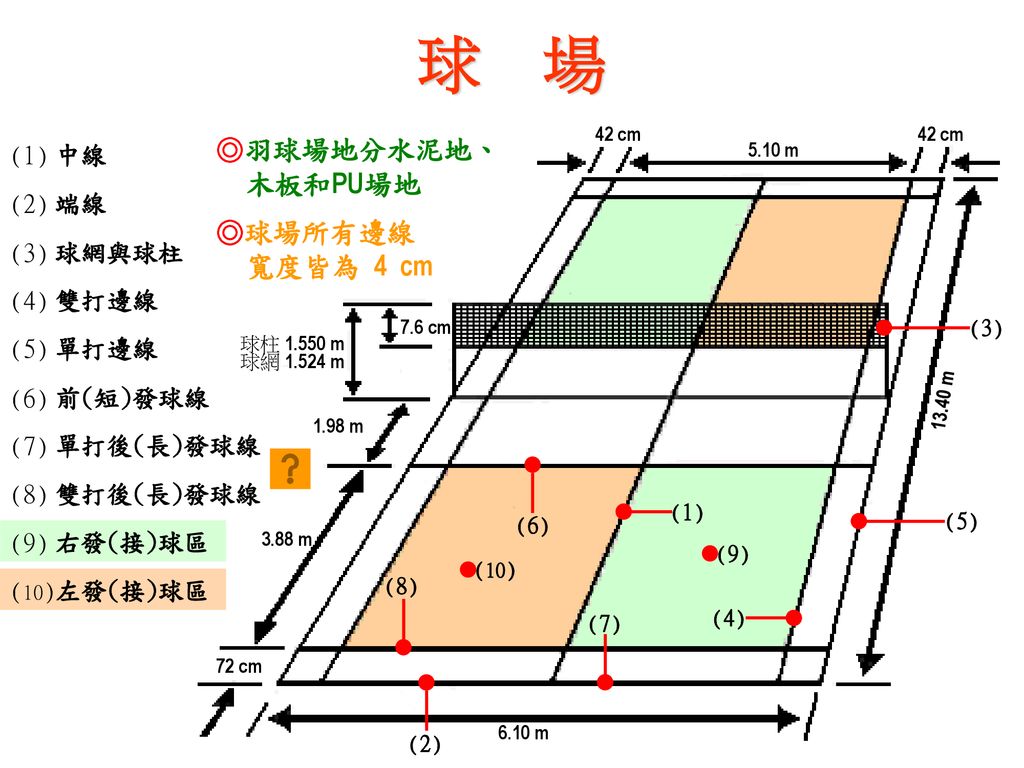 球 場
(1) 中線
(2) 端線
(3) 球網與球柱
(4) 雙打邊線
(5) 單打邊線
(6) 前(短)發球線
(7) 單打後(長)發球線
(8) 雙打後(長)發球線
(9) 右發(接)球區
(10)左發(接)球區
◎羽球場地分水泥地、
木板和PU場地
◎球場所有邊線
寬度皆為 4 cm
42 cm
5.10 m
42 cm
7.6 cm
球柱 1.550 m
球網 1.524 m
(3)
13.40 m
1.98 m
?
(6)
(1)
(5)
3.88 m
(9)
(10)
(8)
(7)
(4)
72 cm
6.10 m
(2)